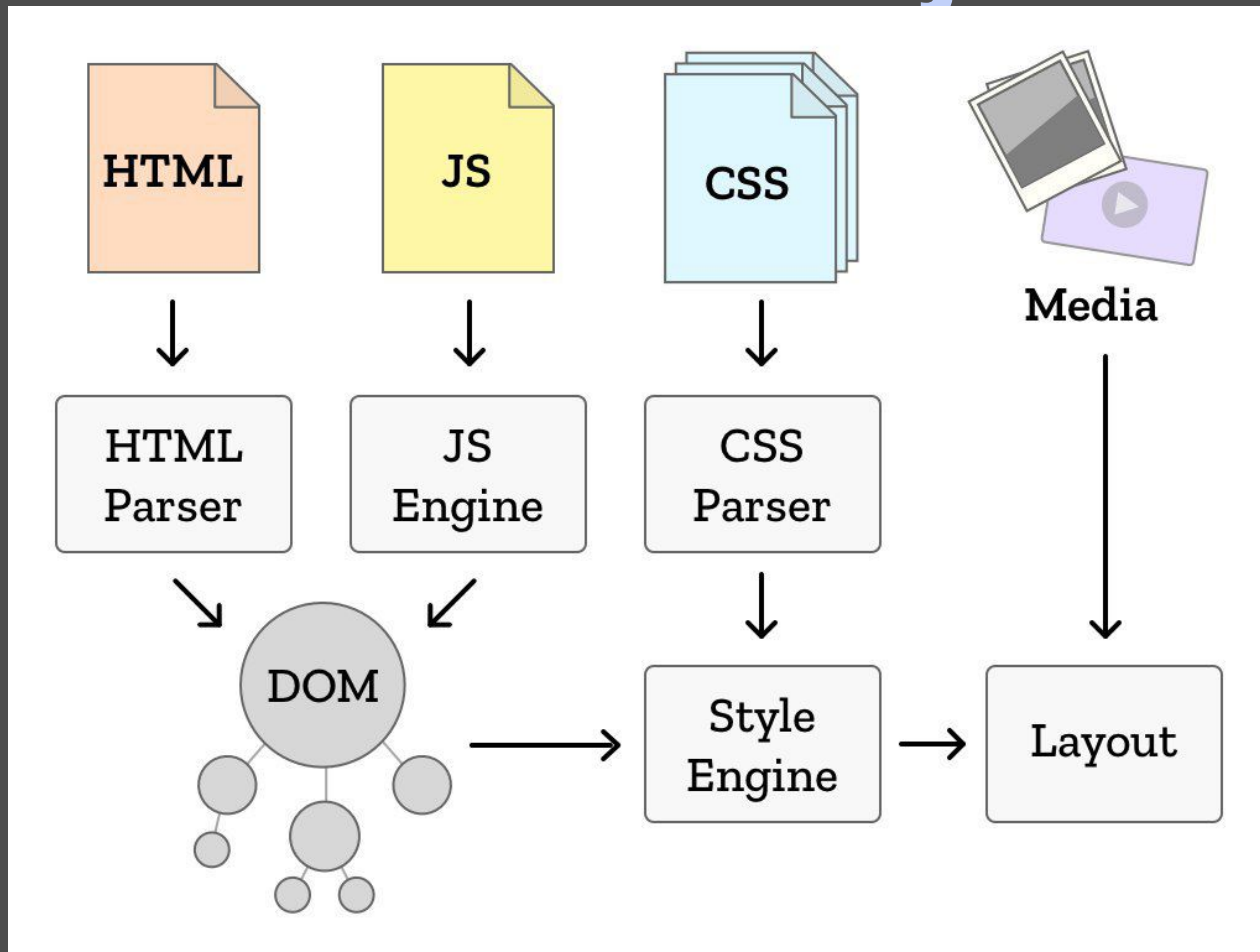 HTML
JS
CSS
Media
HTML
Parser
JS
Engine
CSS
Parser
DOM
Style
Engine
Layout